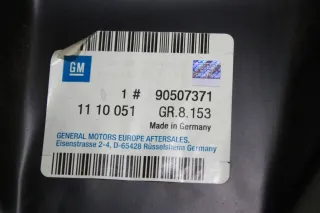 GM
1 # 90507371
11 10 051 GR.8.153
Made in Germany
GENERAL MOTORS EUROPE AFTERSALES.
Eisenstrasse 2-4, D-65428 Rüsselsheim Germany